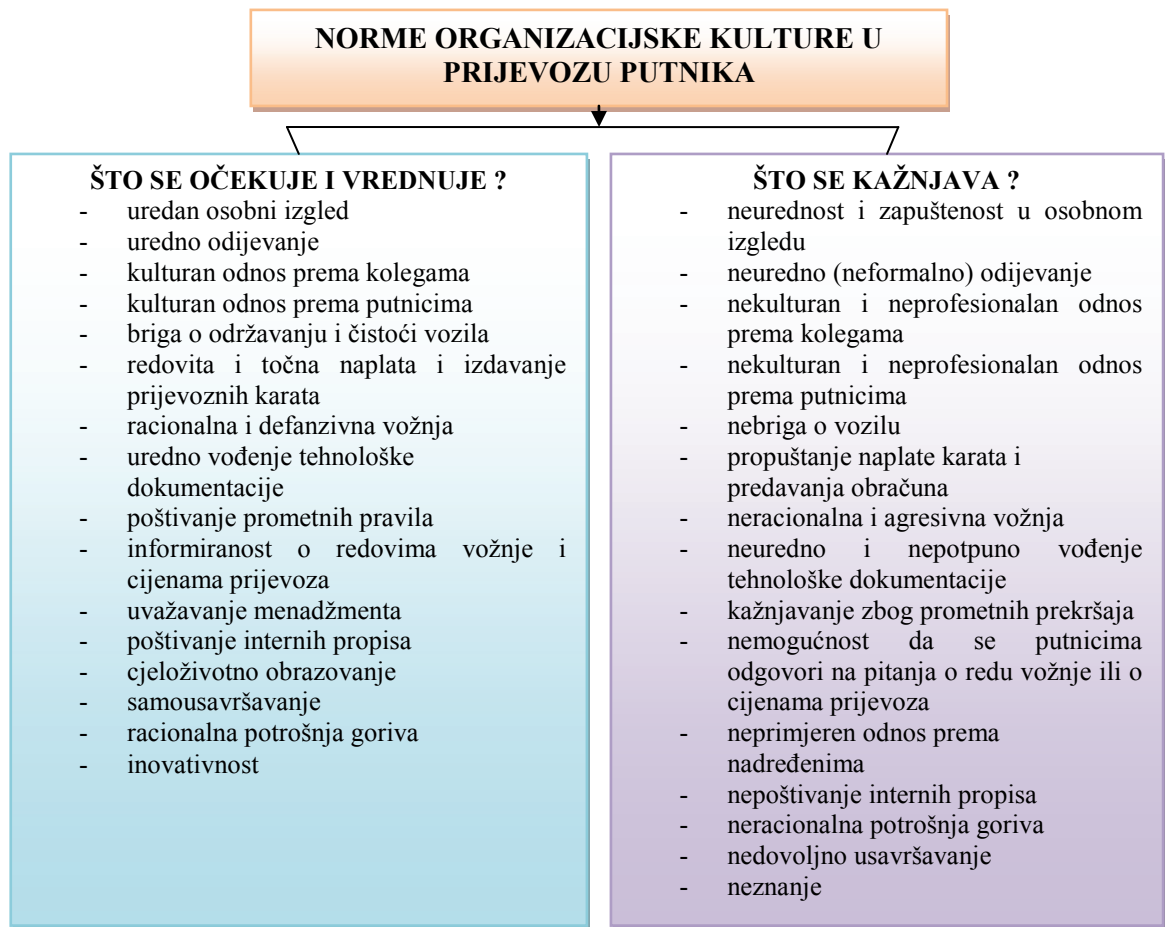 NORME ORGANIZACIJSKE KULTURE U
PRIJEVOZU PUTNIKA
ŠTO SE OČEKUJE I VREDNUJE ?
- uredan osobni izgled
- uredno odijevanje
- kulturan odnos prema kolegama
- kulturan odnos prema putnicima
- briga o održavanju i čistoći vozila
- redovita i točna naplata i izdavanje
prijevoznih karata
- racionalna i defanzivna vožnja
- uredno vođenje tehnološke
dokumentacije
- poštivanje prometnih pravila
- informiranost o redovima vožnje i
cijenama prijevoza
- uvažavanje menadžmenta
- poštivanje internih propisa
- cjeloživotno obrazovanje
- samousavršavanje
- racionalna potrošnja goriva
- inovativnost
ŠTO SE KAŽNJAVA ?
- neurednost i zapuštenost u osobnom
izgledu
- neuredno (neformalno) odijevanje
- nekulturan i neprofesionalan odnos
prema kolegama
- nekulturan i neprofesionalan odnos
prema putnicima
- nebriga o vozilu
- propuštanje naplate karata i
predavanja obračuna
- neracionalna i agresivna vožnja
- neuredno i nepotpuno vođenje
tehnološke dokumentacije
- kažnjavanje zbog prometnih prekršaja
- nemogućnost da se putnicima
odgovori na pitanja o redu vožnje ili o
cijenama prijevoza
- neprimjeren odnos prema
nadređenima
- nepoštivanje internih propisa
- neracionalna potrošnja goriva
- nedovoljno usavršavanje
- neznanje